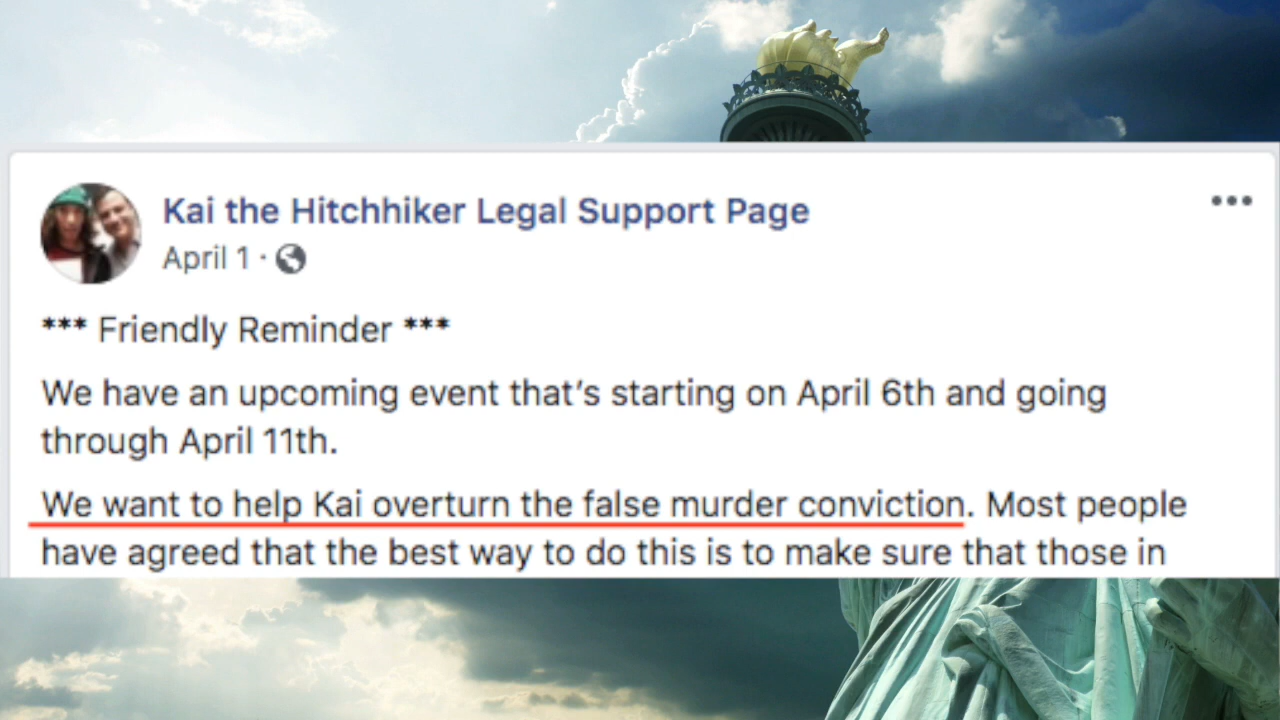 Kai the Hitchhiker Legal Support Page
April 1 ·
*** Friendly Reminder ***
We have an upcoming event that's starting on April 6th and going
through April 11th.
We want to help Kai overturn the false murder conviction. Most people
have agreed that the best way to do this is to make sure that those in